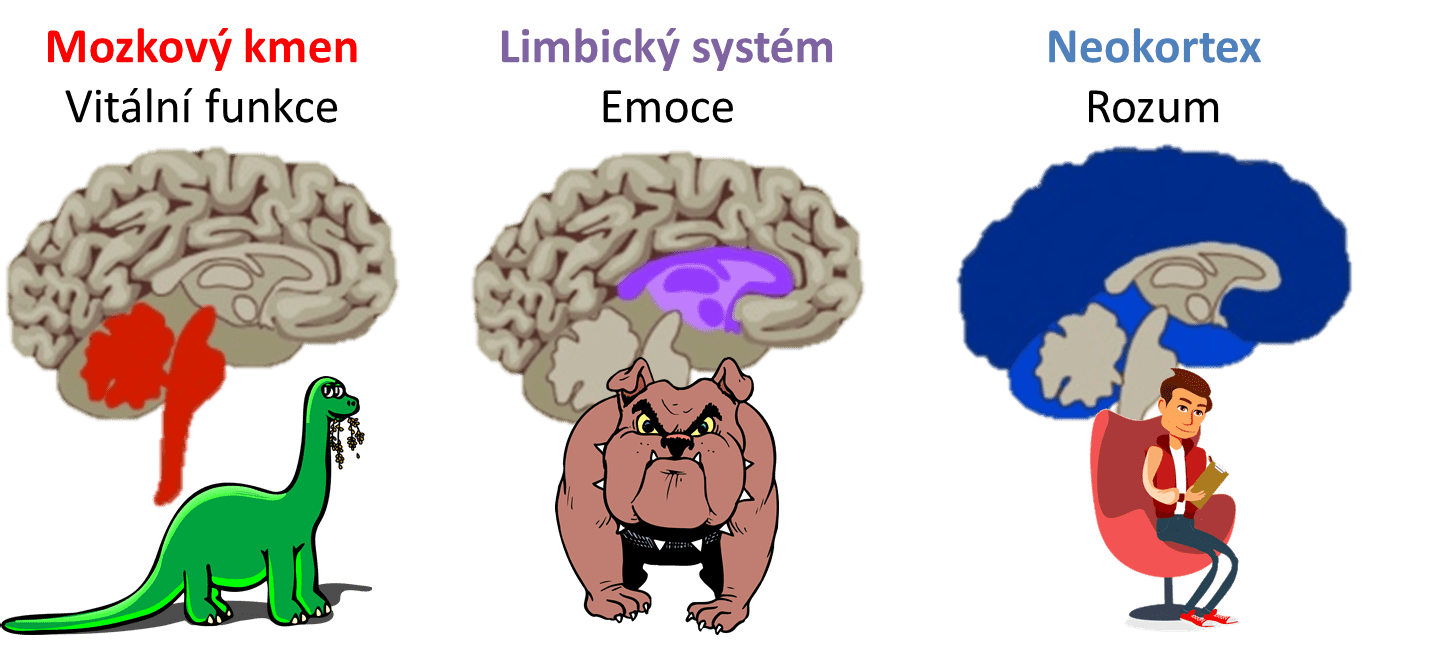 Mozkový kmen
Vitální funkce
Limbický systém
Emoce
Neokortex
Rozum